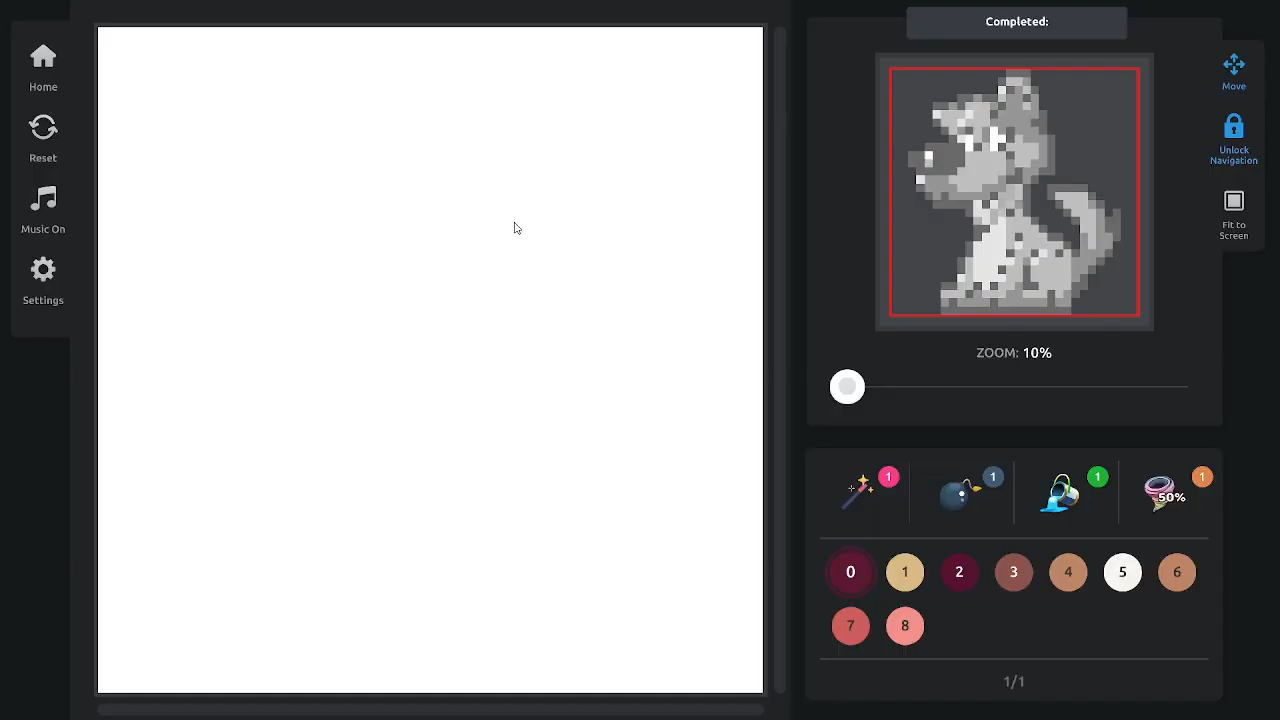 Completed:
Home
Reset
Music On
Settings
Move
Unlock
Navigation
Fit to
Screen
ZOOM: 10%
1 1 1 1
50%
0 1 2 3 4 5 6
7 8
1/1